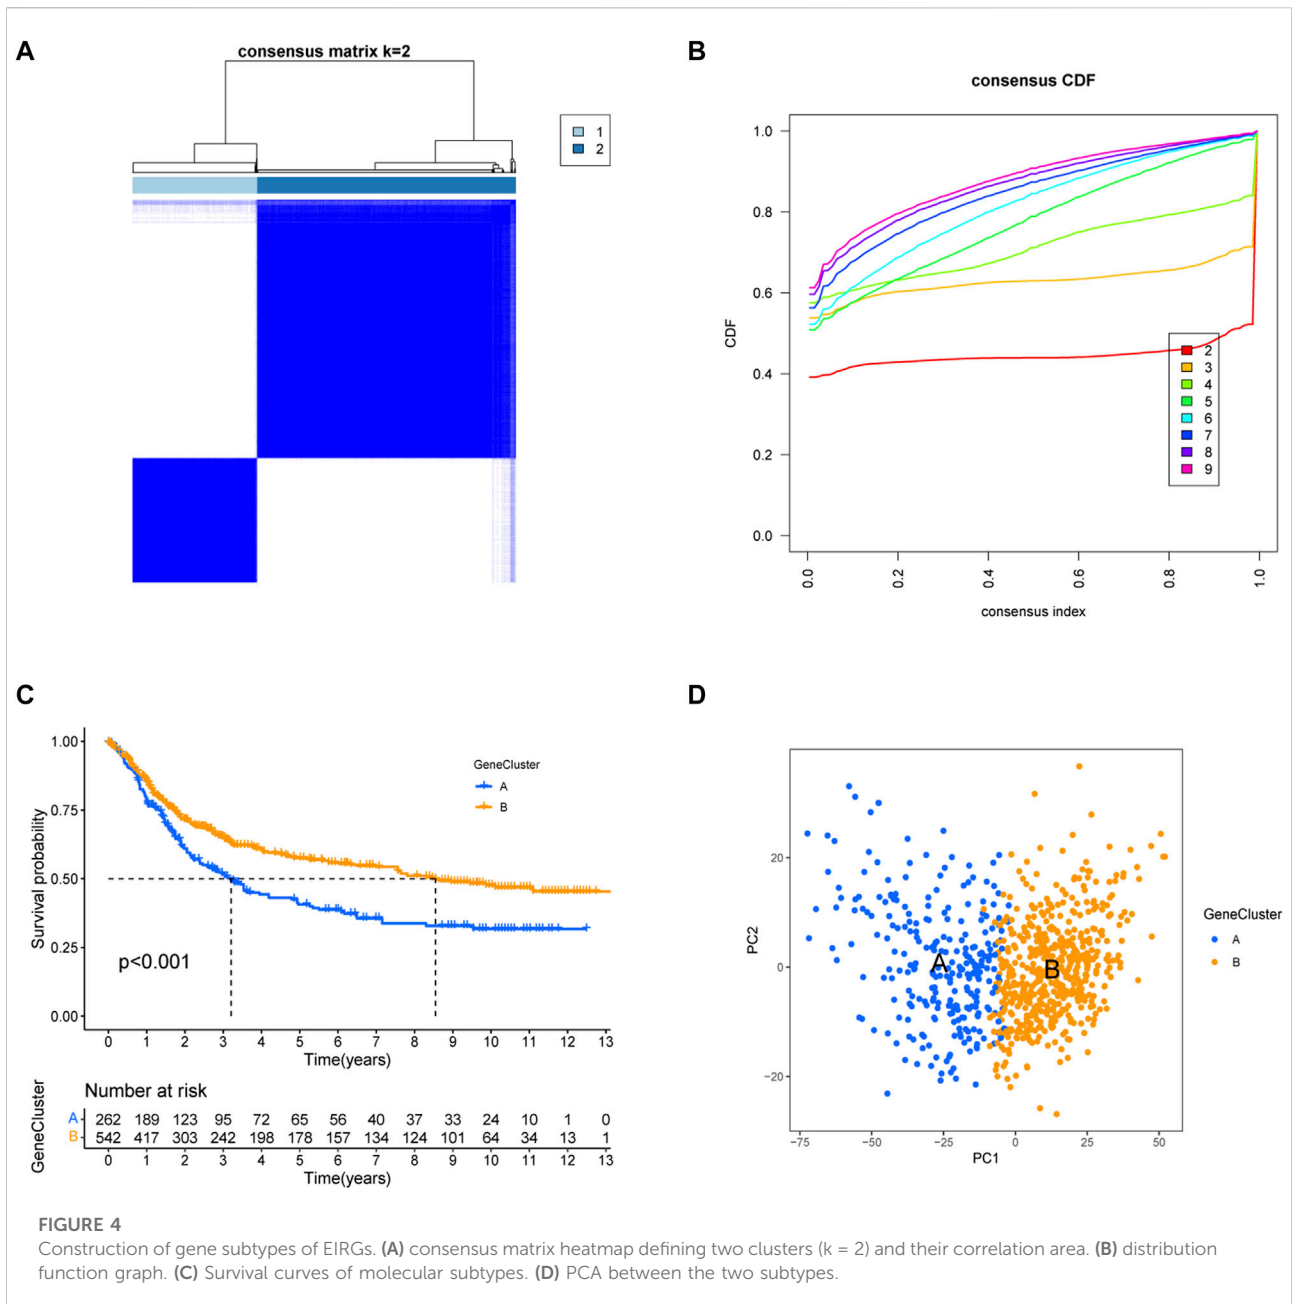 A
consensus matrix k=2
1
2
B
consensus CDF
1.0
0.8
0.6
0.4
0.2
0.0
CDF
2
3
4
5
6
7
8
9
0.0 0.2 0.4 0.6 0.8 1.0
consensus index
C
1.00
0.75
0.50
0.25
0.00
Survival probability
GeneCluster
A
B
p<0.001
0 1 2 3 4 5 6 7 8 9 10 11 12 13
Time(years)
Number at risk
GeneCluster
A 262 189 123 95 72 65 56 40 37 33 24 10 1 0
B 542 417 303 242 198 178 157 134 124 101 64 34 13 1
0 1 2 3 4 5 6 7 8 9 10 11 12 13
Time(years)
D
20
0
−20
PC2
A
B
−75 −50 −25 0 25 50
PC1
GeneCluster
A
B
FIGURE 4
Construction of gene subtypes of EIRGs. (A) consensus matrix heatmap defining two clusters (k = 2) and their correlation area. (B) distribution
function graph. (C) Survival curves of molecular subtypes. (D) PCA between the two subtypes.